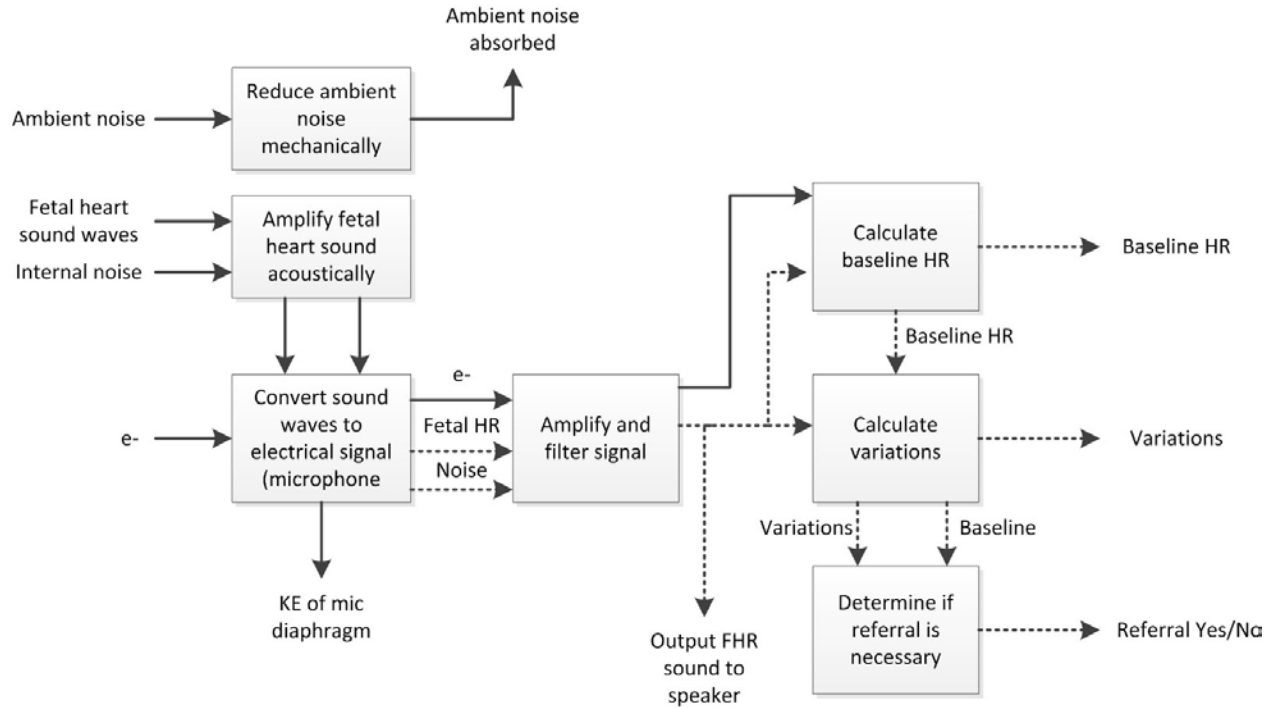 Ambient noise
absorbed
Ambient noise
Reduce ambient
noise
mechanically
Fetal heart
sound waves
Internal noise
Amplify fetal
heart sound
acoustically
Calculate
baseline HR
Baseline HR
Baseline HR
e-
Convert sound
waves to
electrical signal
(microphone
e-
Fetal HR
Noise
Amplify and
filter signal
Calculate
variations
Variations
Variations
Baseline
KE of mic
diaphragm
Output FHR
sound to
speaker
Determine if
referral is
necessary
Referral Yes/No